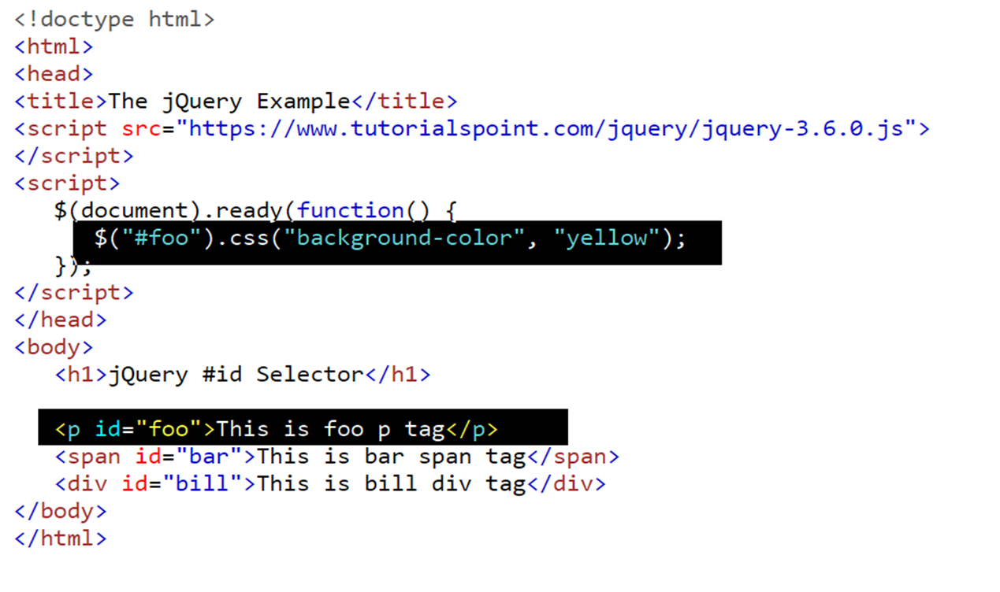 <!doctype html>
<html>
<head>
<title>The jQuery Example</title>
<script src="https://www.tutorialspoint.com/jquery/jquery-3.6.0.js">
</script>
<script>
   $(document).ready(function() {
      $("#foo").css("background-color", "yellow");
   });
</script>
</head>
<body>
   <h1>jQuery #id Selector</h1>

   <p id="foo">This is foo p tag</p>
   <span id="bar">This is bar span tag</span>
   <div id="bill">This is bill div tag</div>
</body>
</html>